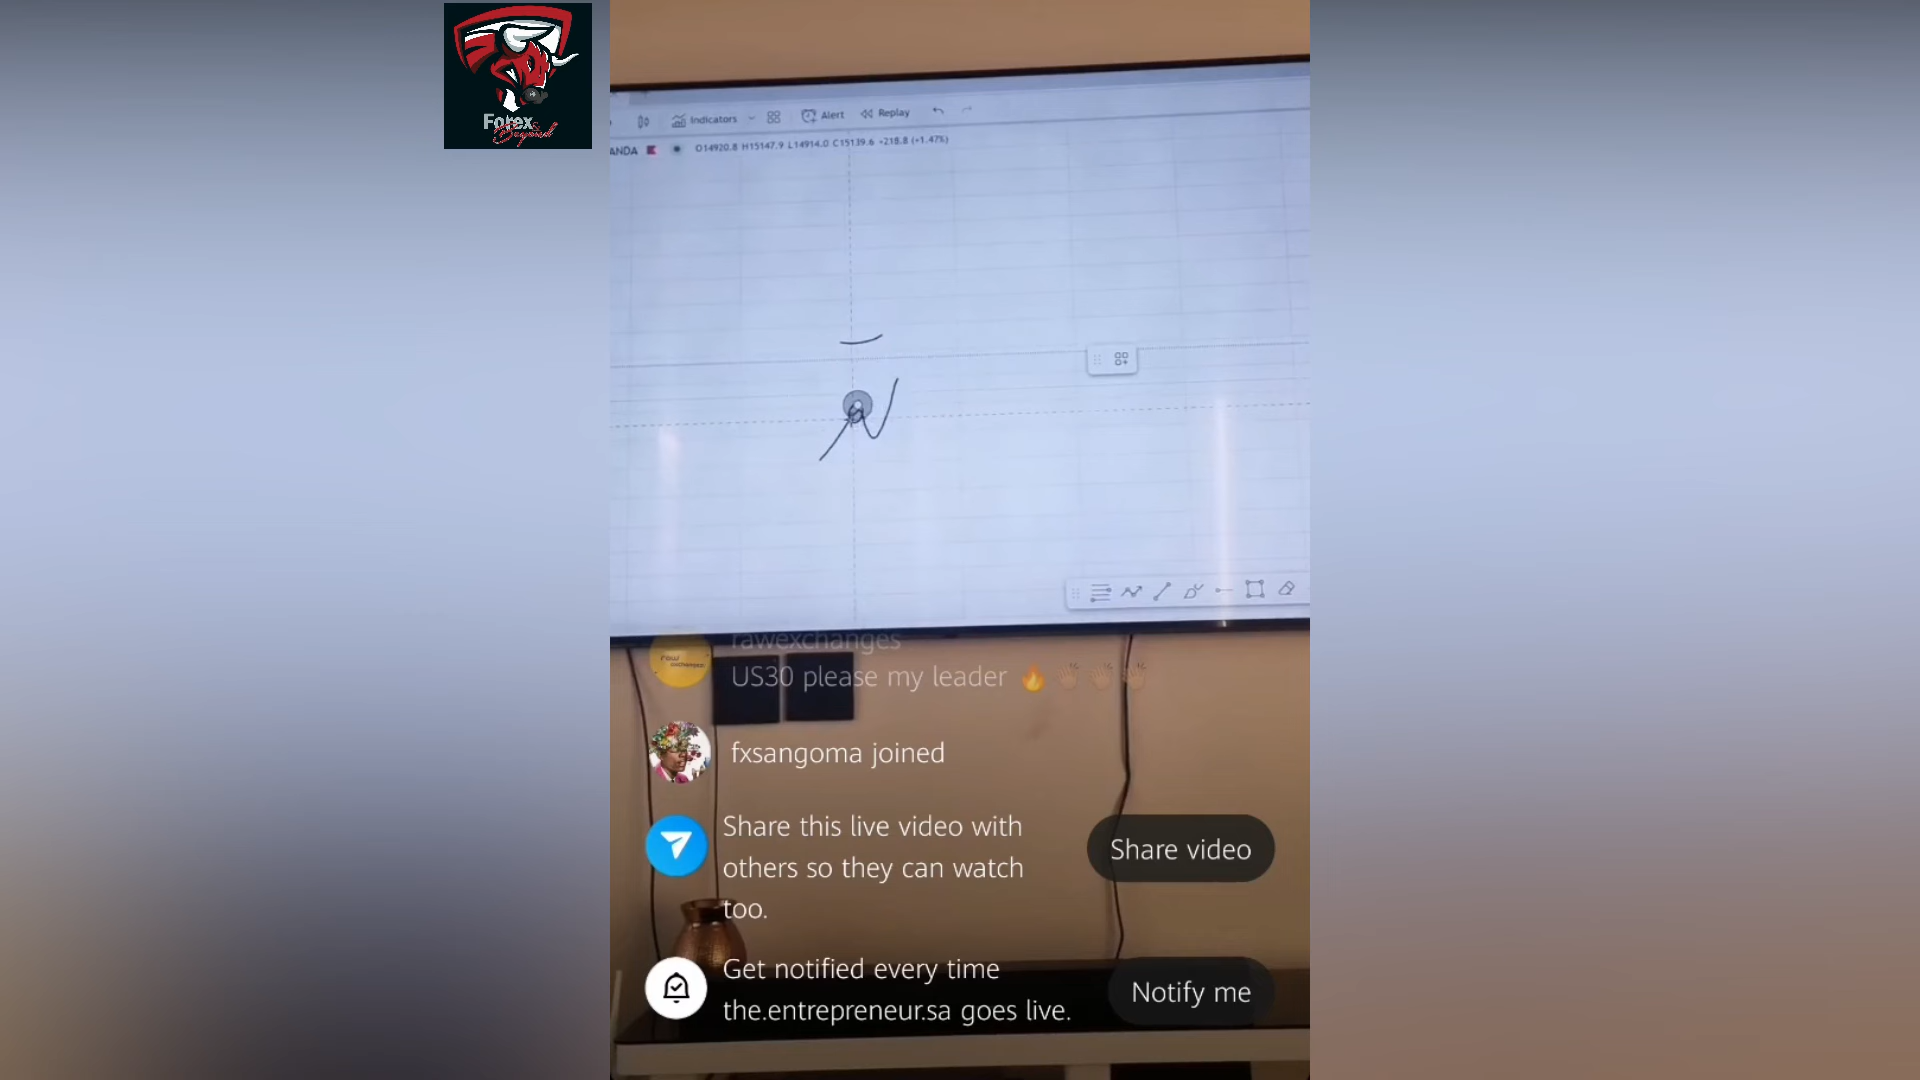 Forex &
Beyond
Indicators
Alert
Replay
ANDA
O14920.8 H15147.9 L14914.0 C15139.6 +218.8 (+1.47%)
rawexchanges
US30 please my leader 🔥 👏🏽 👏🏽 👏🏽
fxsangoma joined
Share this live video with
others so they can watch
too.
Share video
Get notified every time
the.entrepreneur.sa goes live.
Notify me